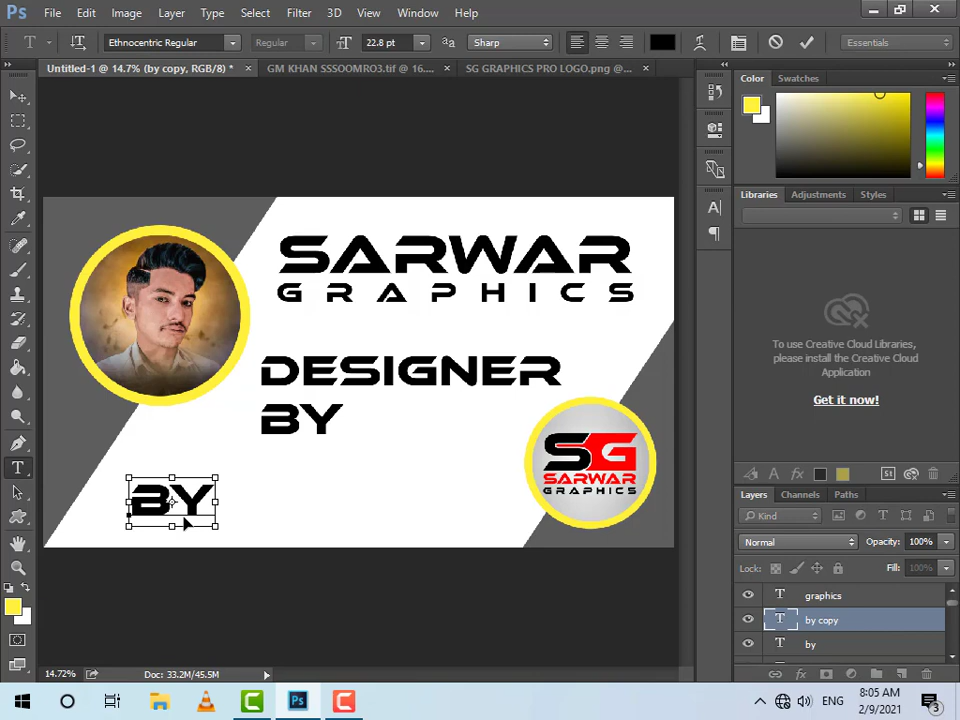 Ps File Edit Image Layer Type Select Filter 3D View Window Help
T Ethnocentric Regular Regular 22.8 pt aa Sharp Essentials
Untitled-1 @ 14.7% (by copy, RGB/8) * × GM KHAN SSSOOMRO3.tif @ 16.... × SG GRAPHICS PRO LOGO.png @... ×
Color Swatches
SARWAR
GRAPHICS
DESIGNER
BY
BY
SG
SARWAR
GRAPHICS
Libraries Adjustments Styles
To use Creative Cloud Libraries,
please install the Creative Cloud
Application
Get it now!
Layers Channels Paths
Kind
Normal Opacity: 100%
Lock: Fill: 100%
T graphics
T by copy
T by
14.72% Doc: 33.2M/45.5M
ENG 8:05 AM
2/9/2021
3